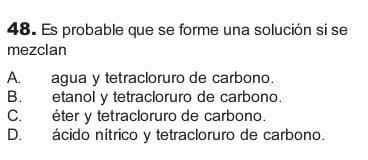 48. Es probable que se forme una solución si se
mezclan
A. agua y tetracloruro de carbono.
B. etanol y tetracloruro de carbono.
C. éter y tetracloruro de carbono.
D. ácido nítrico y tetracloruro de carbono.